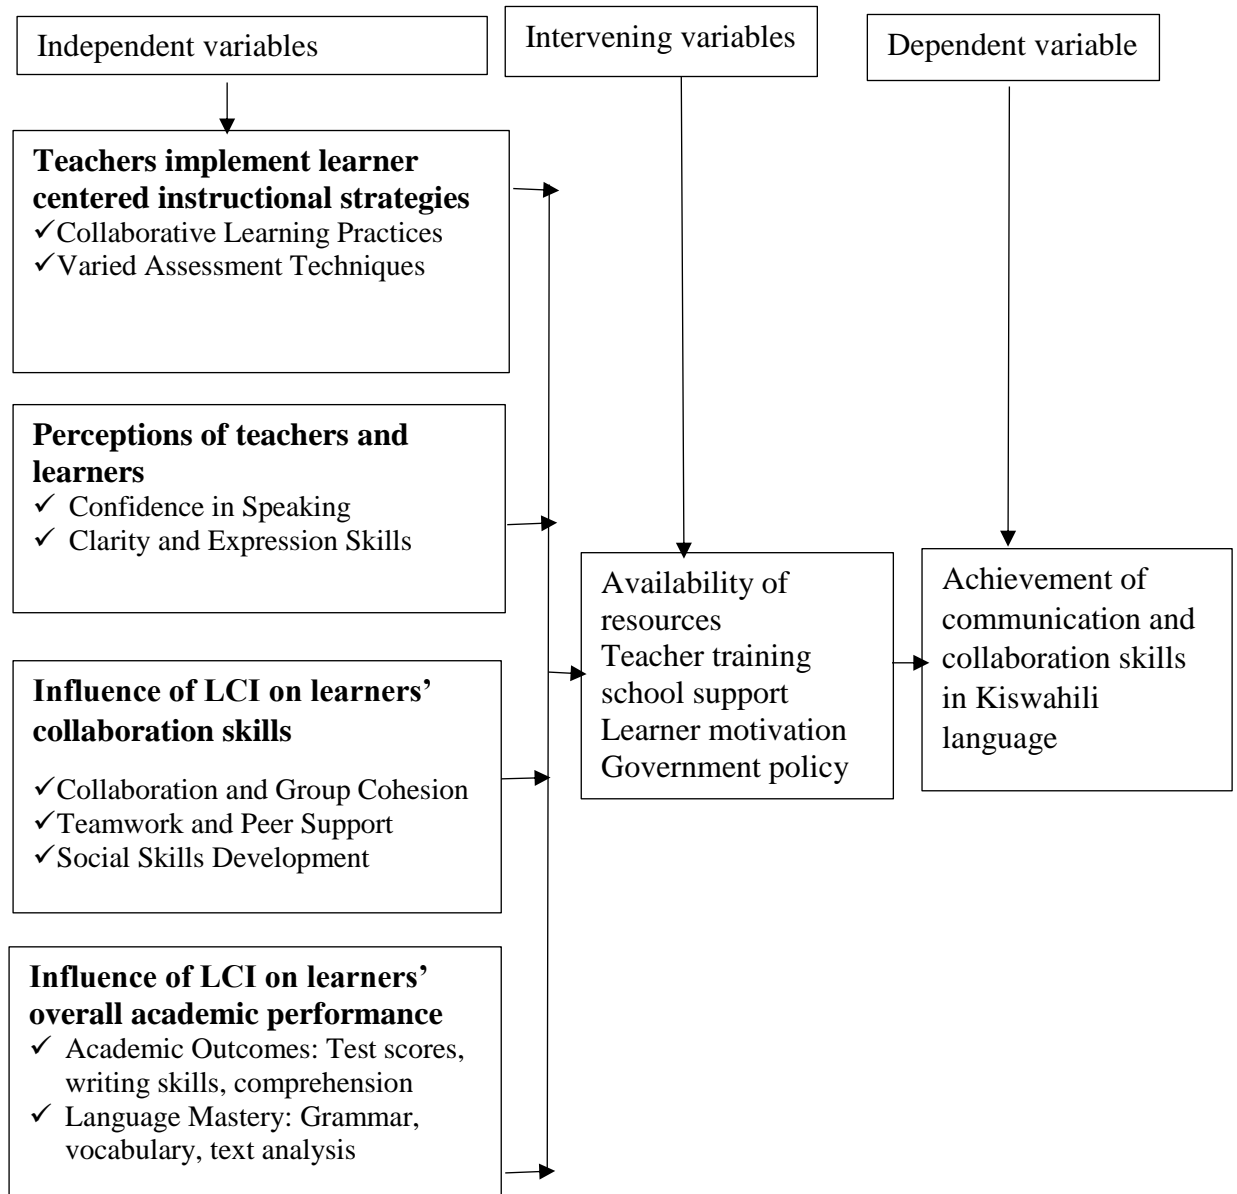 Independent variables
Intervening variables
Dependent variable
Teachers implement learner
centered instructional strategies
✓Collaborative Learning Practices
✓Varied Assessment Techniques
Perceptions of teachers and
learners
✓ Confidence in Speaking
✓ Clarity and Expression Skills
Influence of LCI on learners’
collaboration skills
✓Collaboration and Group Cohesion
✓Teamwork and Peer Support
✓Social Skills Development
Influence of LCI on learners’
overall academic performance
✓ Academic Outcomes: Test scores,
writing skills, comprehension
✓ Language Mastery: Grammar,
vocabulary, text analysis
Availability of
resources
Teacher training
school support
Learner motivation
Government policy
Achievement of
communication and
collaboration skills
in Kiswahili
language